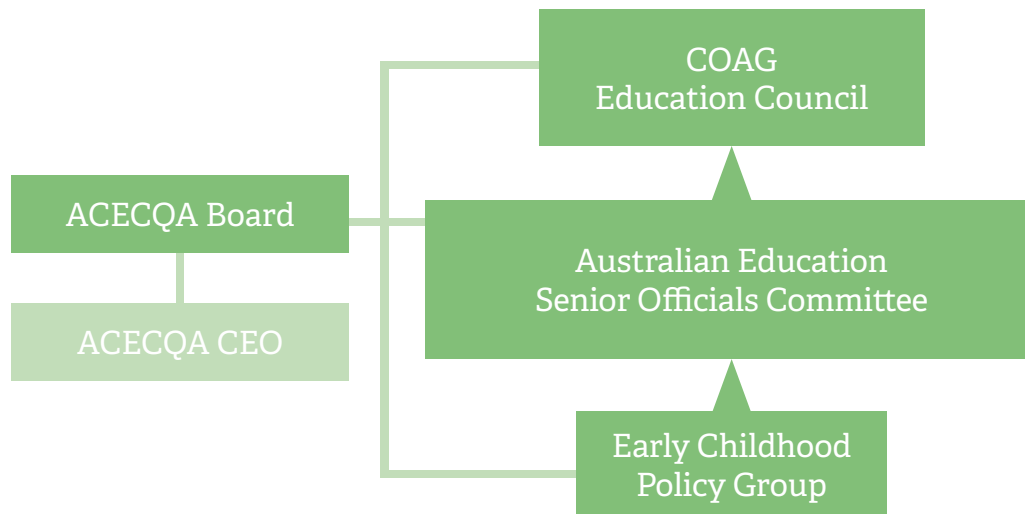 COAG
Education Council
ACECQA Board
Australian Education
Senior Officials Committee
ACECQA CEO
Early Childhood
Policy Group